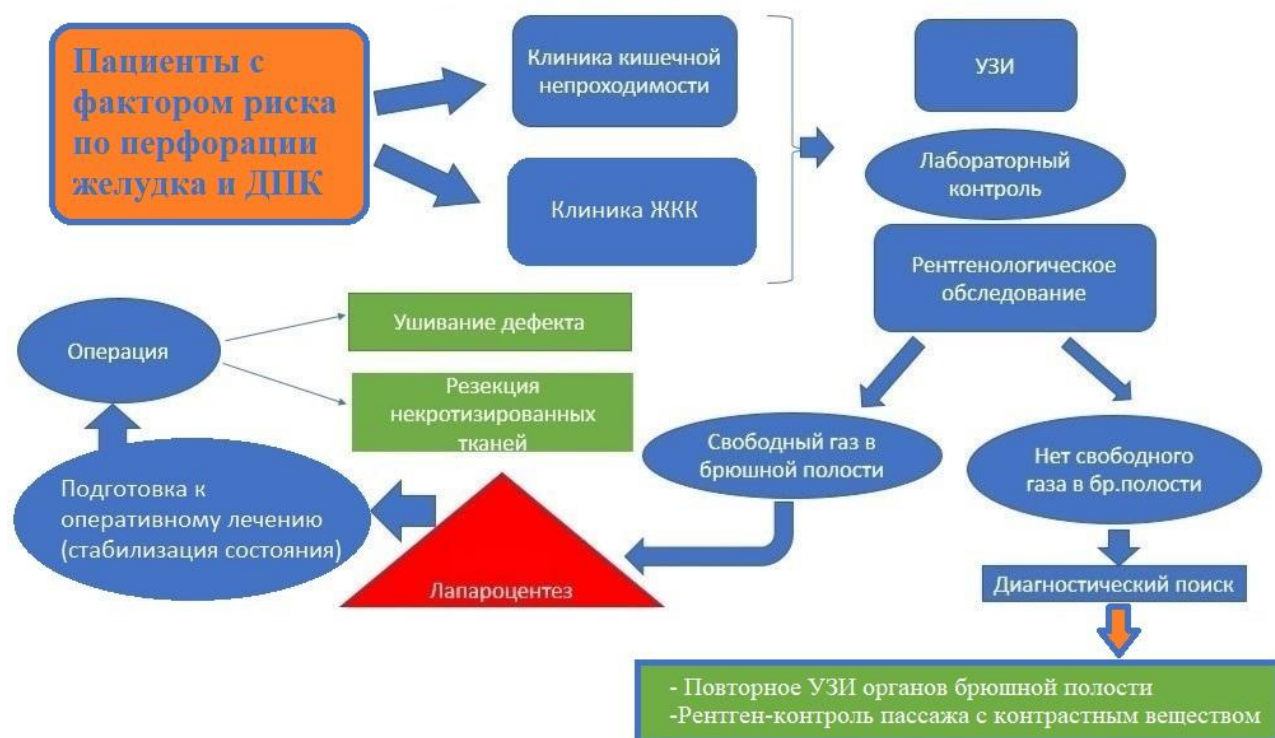 Пациенты с
фактором риска
по перфорации
желудка и ДПК
Клиника кишечной
непроходимости
Клиника ЖКК
УЗИ
Лабораторный
контроль
Рентгенологическое
обследование
Свободный газ в
брюшной полости
Нет свободного
газа в бр.полости
Диагностический поиск
- Повторное УЗИ органов брюшной полости
-Рентген-контроль пассажа с контрастным веществом
Лапароцентез
Подготовка к
оперативному лечению
(стабилизация состояния)
Операция
Ушивание дефекта
Резекция
некротизированных
тканей